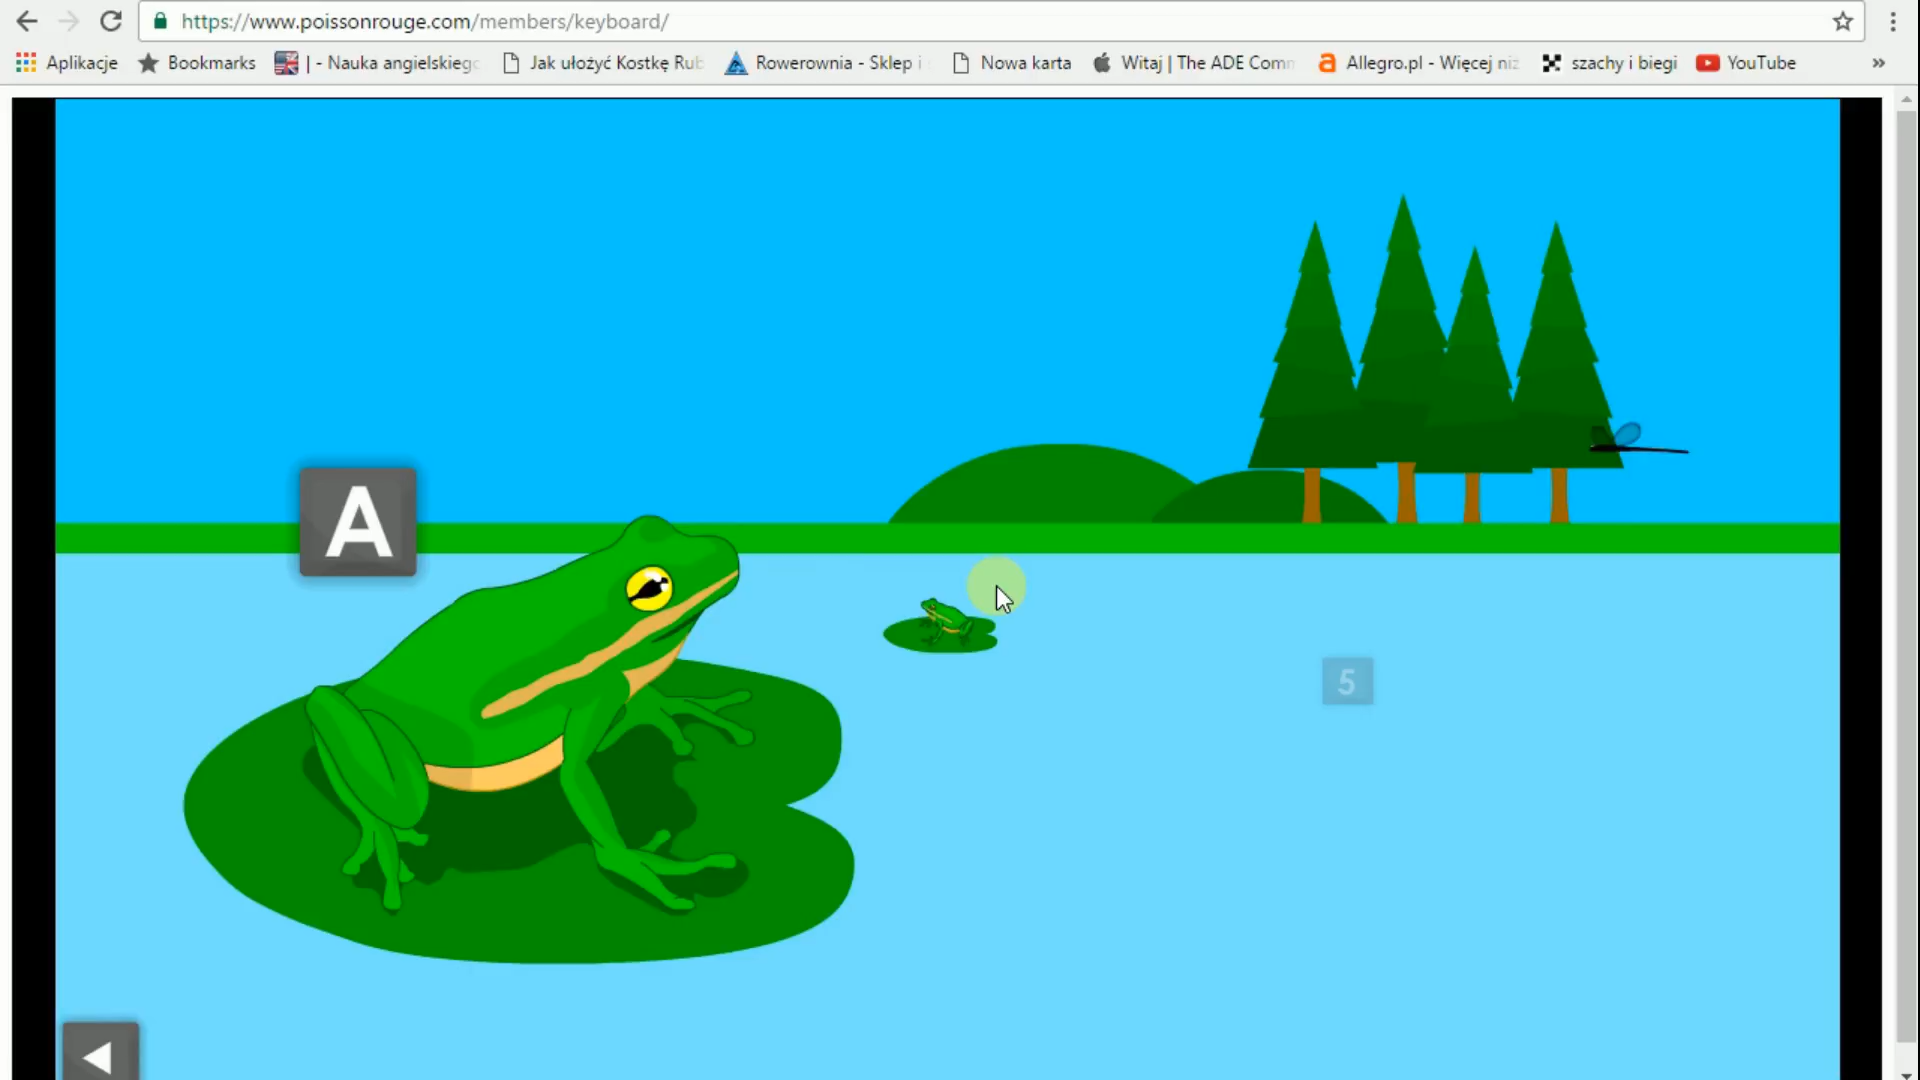 https://www.poissonrouge.com/members/keyboard/
Aplikacje Bookmarks | - Nauka angielskieg Jak ułożyć Kostkę Rub Rowerownia - Sklep i Nowa karta Witaj | The ADE Comm Allegro.pl - Więcej niż szachy i biegi YouTube »
A
5